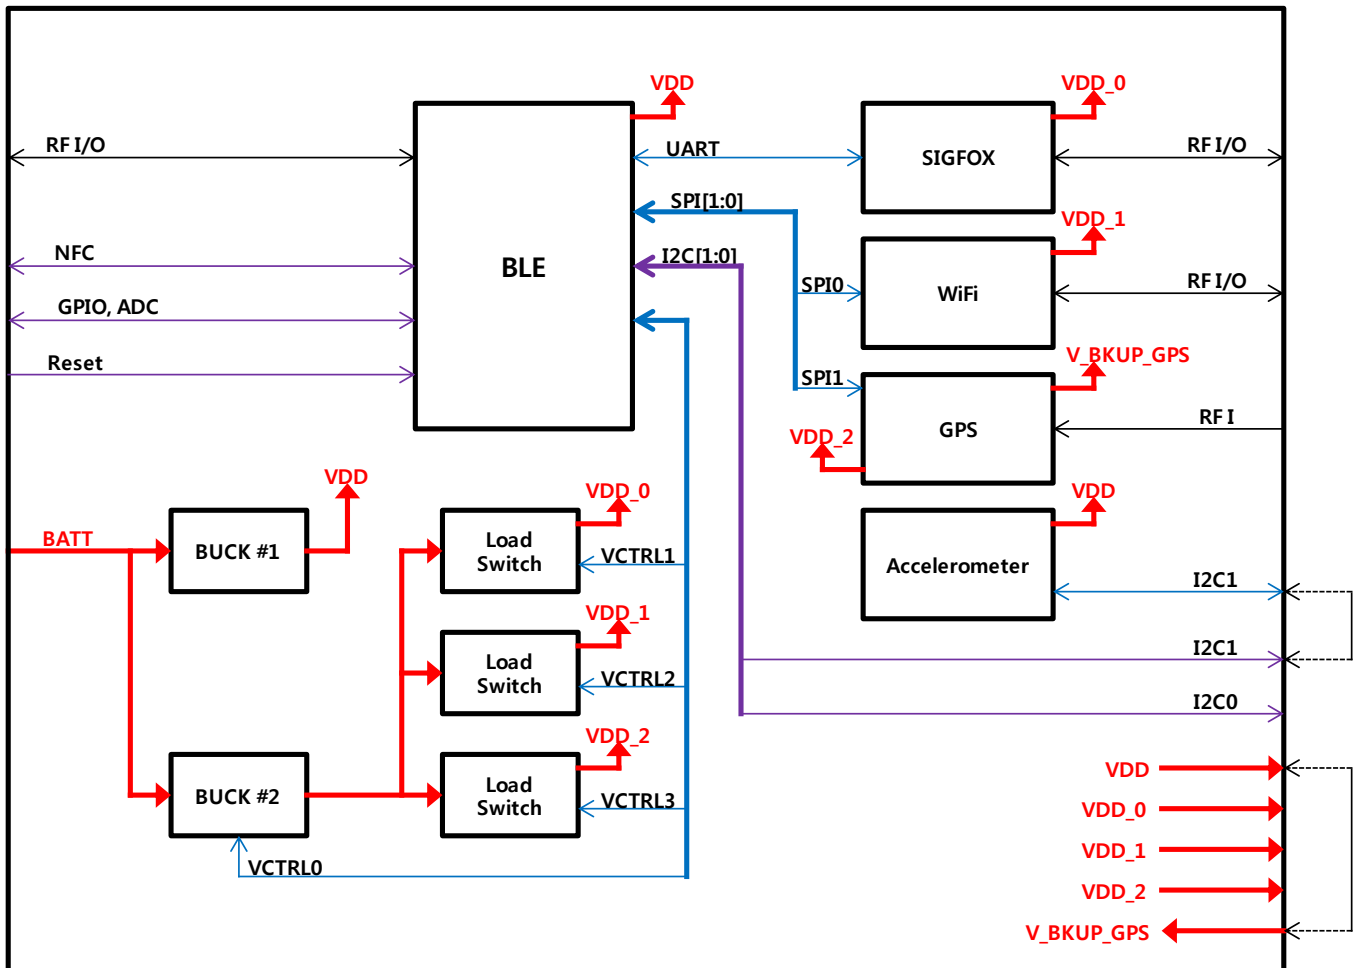 VDD
VDD_0
RF I/O
UART
SIGFOX
RF I/O
SPI[1:0]
VDD_1
NFC
I2C[1:0]
BLE
SPI0
WiFi
RF I/O
GPIO, ADC
Reset
V_BKUP_GPS
SPI1
GPS
RF I
VDD_2
VDD
VDD_0
VDD
BATT
BUCK #1
Load
Switch
VCTRL1
Accelerometer
I2C1
VDD_1
Load
Switch
VCTRL2
I2C1
I2C0
VDD_2
BUCK #2
Load
Switch
VCTRL3
VCTRL0
VDD
VDD_0
VDD_1
VDD_2
V_BKUP_GPS